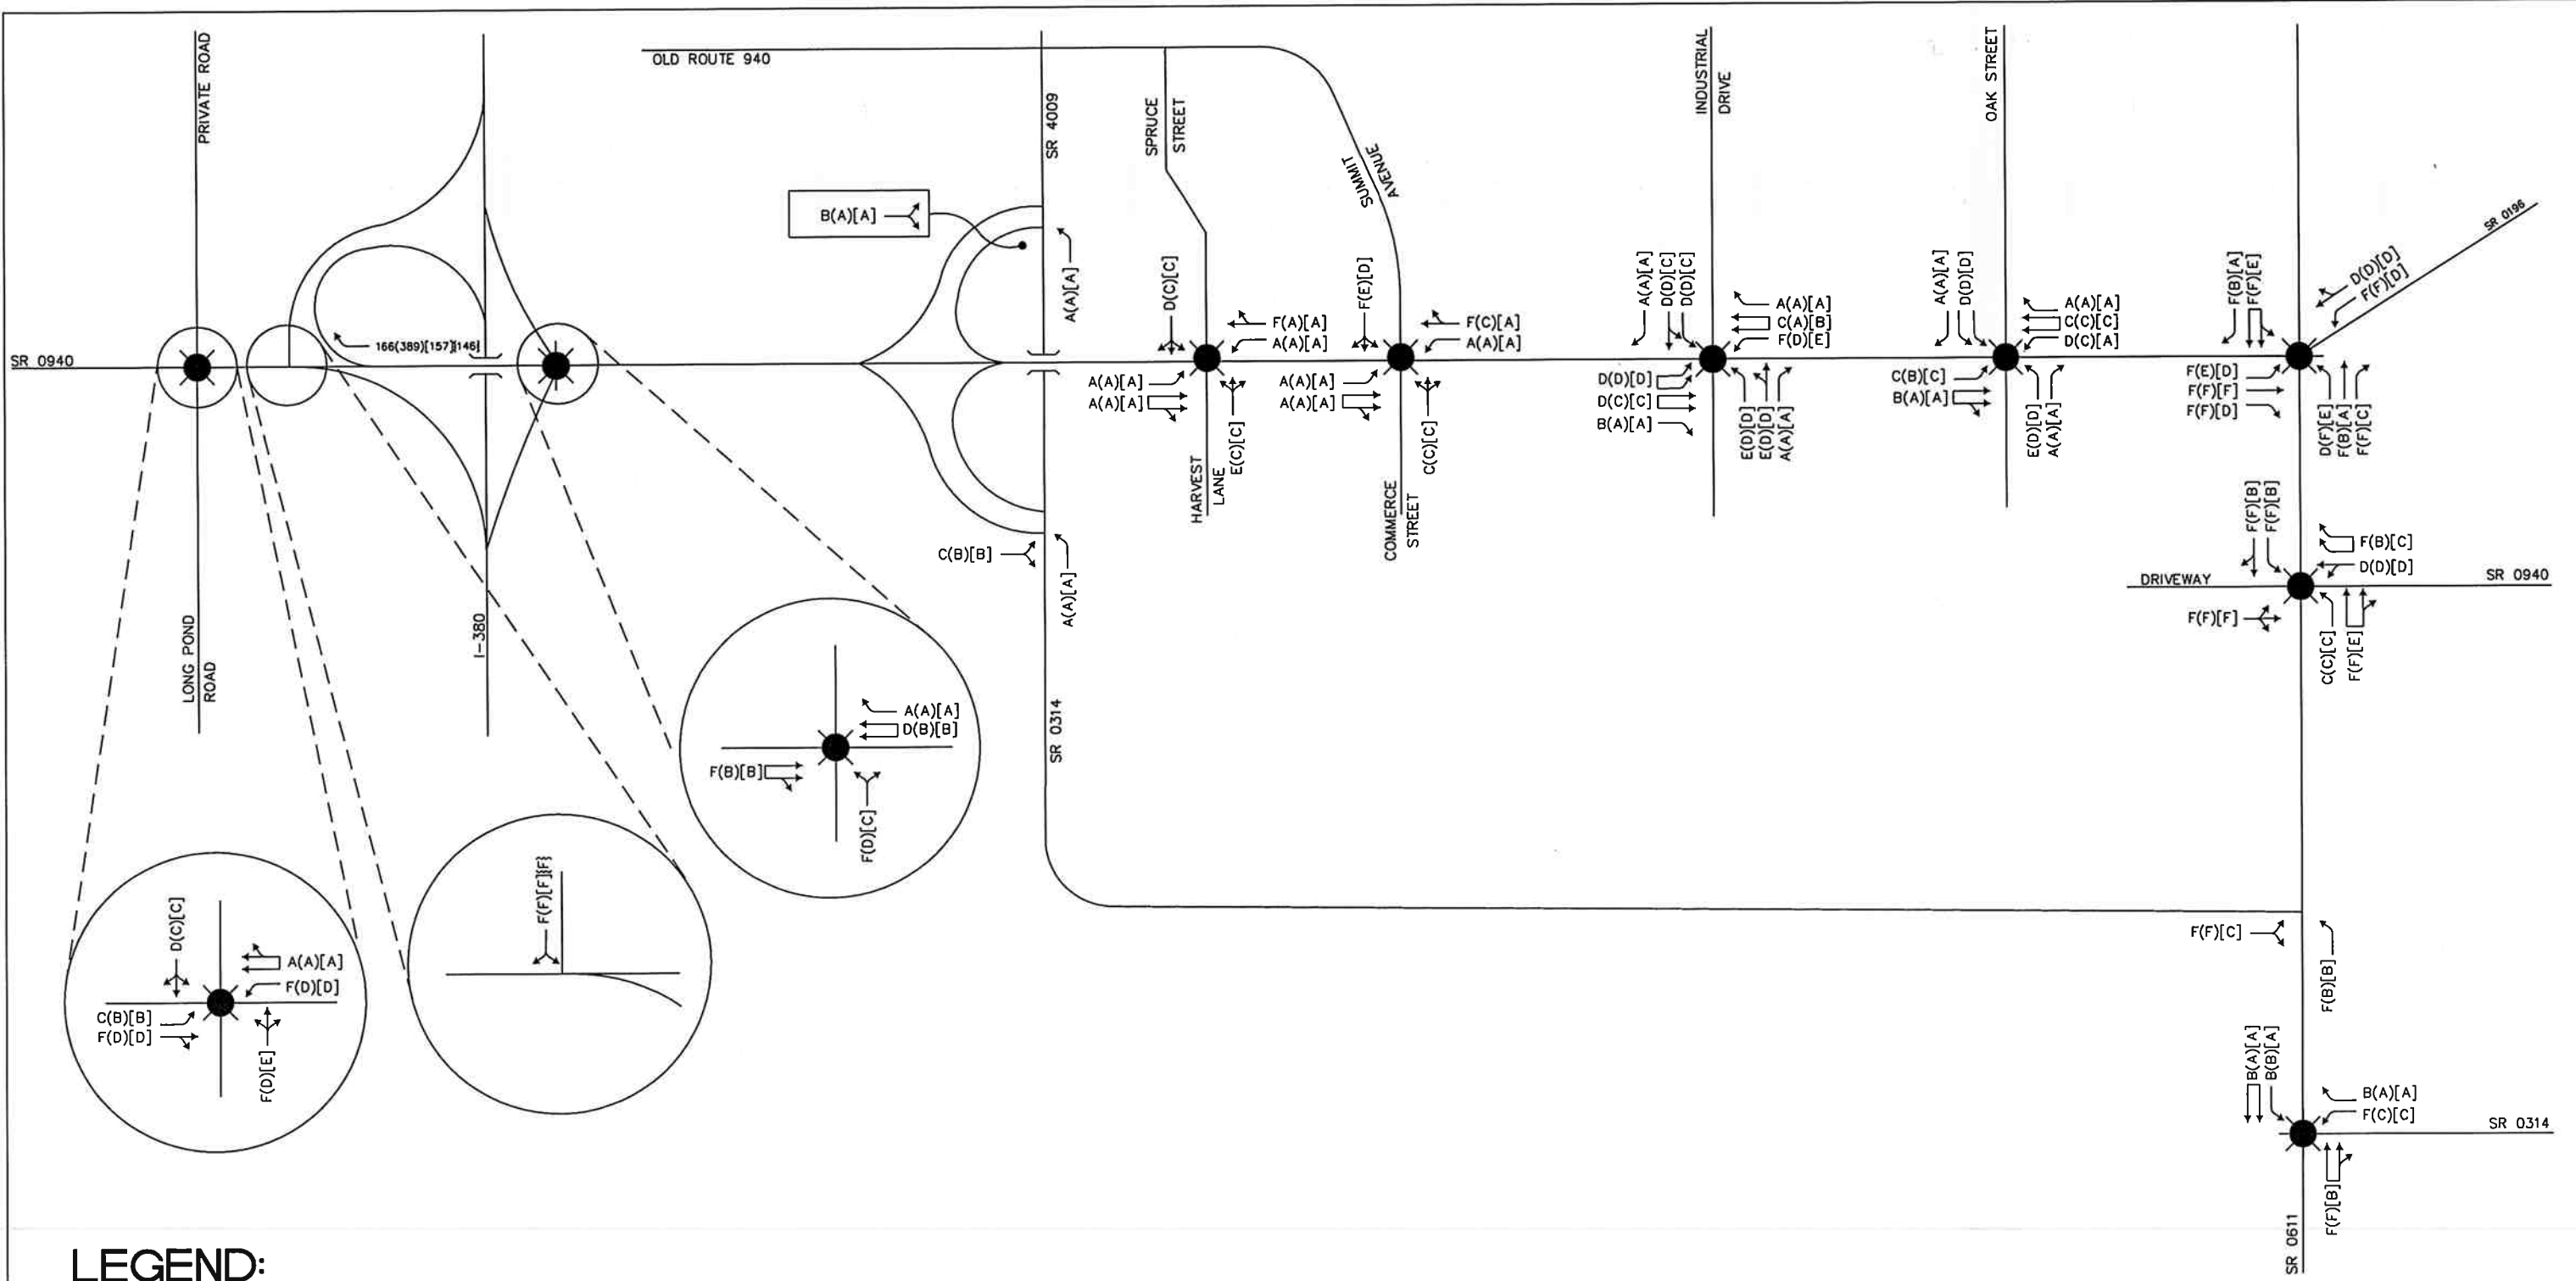 OLD ROUTE 940
PRIVATE ROAD
SR 4009
SPRUCE
STREET
SUMMIT
AVENUE
INDUSTRIAL
DRIVE
OAK STREET
SR 0196
B(A)[A]
A(A)[A]
D(C)[C]
F(A)[A]
A(A)[A]
A(A)[A]
A(A)[A]
E(C)[C]
F(E)[D]
F(C)[A]
A(A)[A]
A(A)[A]
A(A)[A]
C(C)[C]
A(A)[A]
D(D)[C]
D(D)[C]
A(A)[A]
C(A)[B]
F(D)[E]
D(D)[D]
D(C)[C]
B(A)[A]
E(D)[D]
E(D)[D]
A(A)[A]
A(A)[A]
D(D)[D]
A(A)[A]
C(C)[C]
D(C)[A]
C(B)[C]
B(A)[A]
E(D)[D]
A(A)[A]
F(B)[A]
F(F)[E]
D(D)[D]
F(F)[D]
F(E)[D]
F(F)[F]
F(F)[D]
D(F)[E]
F(B)[A]
F(F)[C]
166(389)[157]{146}
SR 0940
LONG POND
ROAD
I-380
HARVEST
LANE
COMMERCE
STREET
C(B)[B]
A(A)[A]
SR 0314
F(F)[B]
F(F)[B]
F(B)[C]
D(D)[D]
DRIVEWAY
SR 0940
F(F)[F]
C(C)[C]
F(F)[E]
A(A)[A]
D(B)[B]
F(B)[B]
F(D)[C]
F(F)[F]{F}
D(C)[C]
A(A)[A]
F(D)[D]
C(B)[B]
F(D)[D]
F(D)[E]
F(F)[C]
F(B)[B]
B(A)[A]
B(B)[A]
B(A)[A]
F(C)[C]
SR 0314
F(F)[B]
SR 0611
LEGEND: